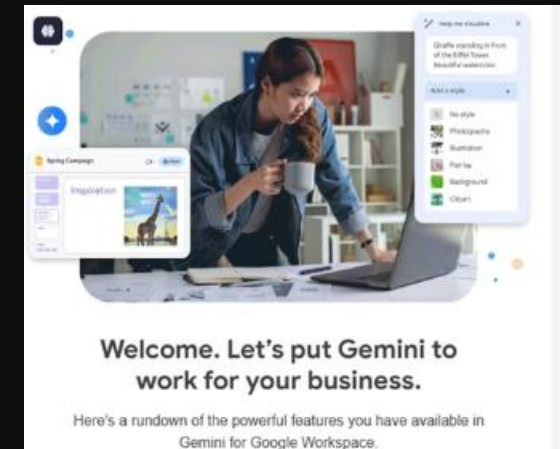 Help me visualize
Giraffe standing in front
of the Eiffel Tower.
Beautiful watercolor.
Add a style
No style
Photography
Illustration
Flat lay
Background
Clipart
Spring Campaign
Inspiration
Welcome. Let's put Gemini to
work for your business.
Here's a rundown of the powerful features you have available in
Gemini for Google Workspace.